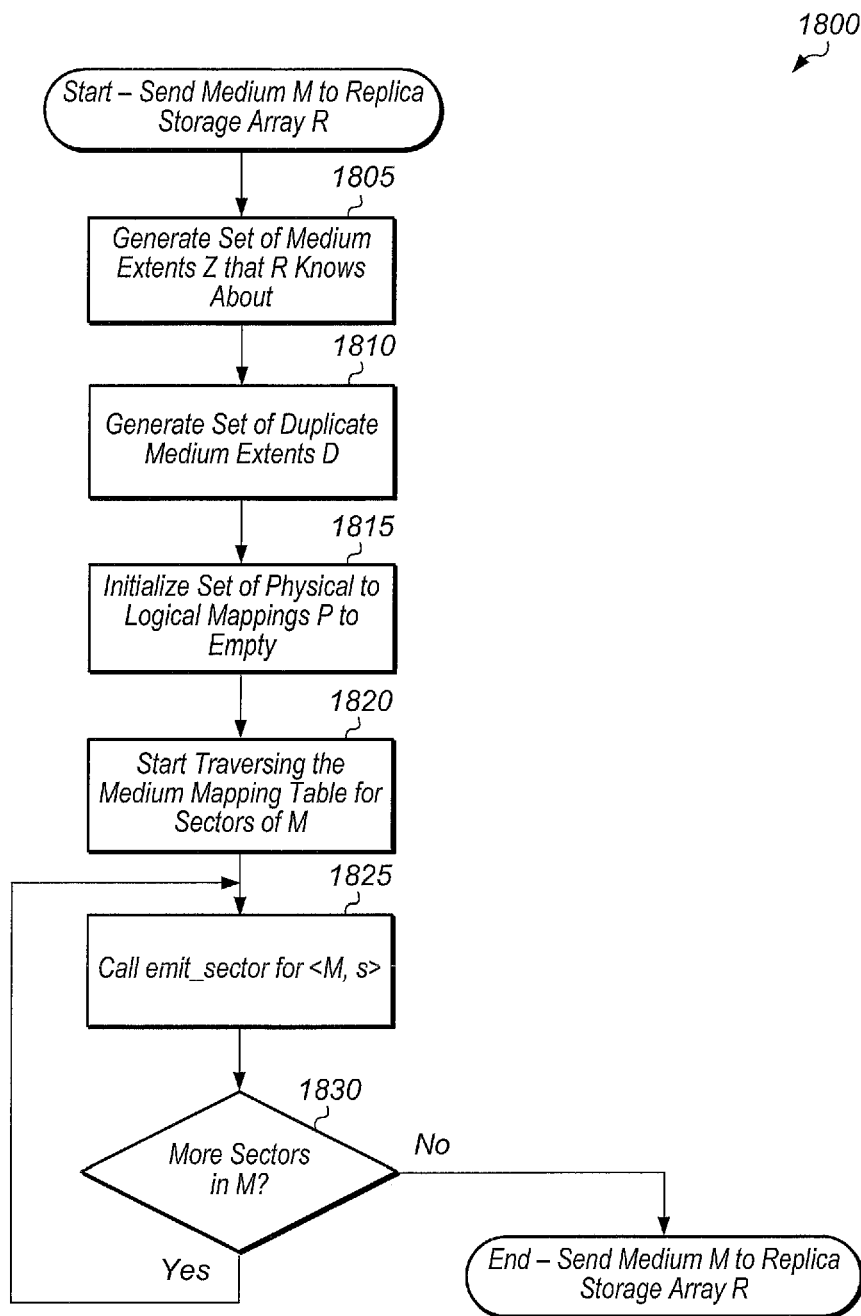 1800
Start – Send Medium M to Replica
Storage Array R
1805
Generate Set of Medium
Extents Z that R Knows
About
1810
Generate Set of Duplicate
Medium Extents D
1815
Initialize Set of Physical to
Logical Mappings P to
Empty
1820
Start Traversing the
Medium Mapping Table for
Sectors of M
1825
Call emit_sector for <M, s>
1830
More Sectors
in M?
No
Yes
End – Send Medium M to Replica
Storage Array R